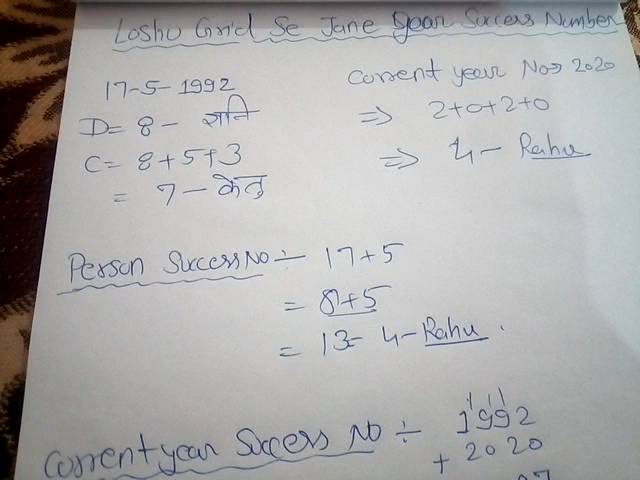 Loshu Grid Se Jane Year Success Number
17-5-1992
D= 8 - शनि
C= 8+5+3
= 7 - केतु
Current year No→ 2020
⇒ 2+0+2+0
⇒ 4 - Rahu
Person Success No ÷ 17+5
= 8+5
= 13= 4 - Rahu .
Current year Success No ÷ 1992
+ 2020